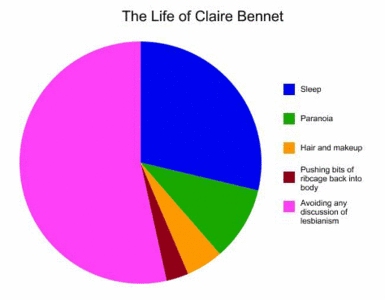 The Life of Claire Bennet
Sleep
Paranoia
Hair and makeup
Pushing bits of
ribcage back into
body
Avoiding any
discussion of
lesbianism